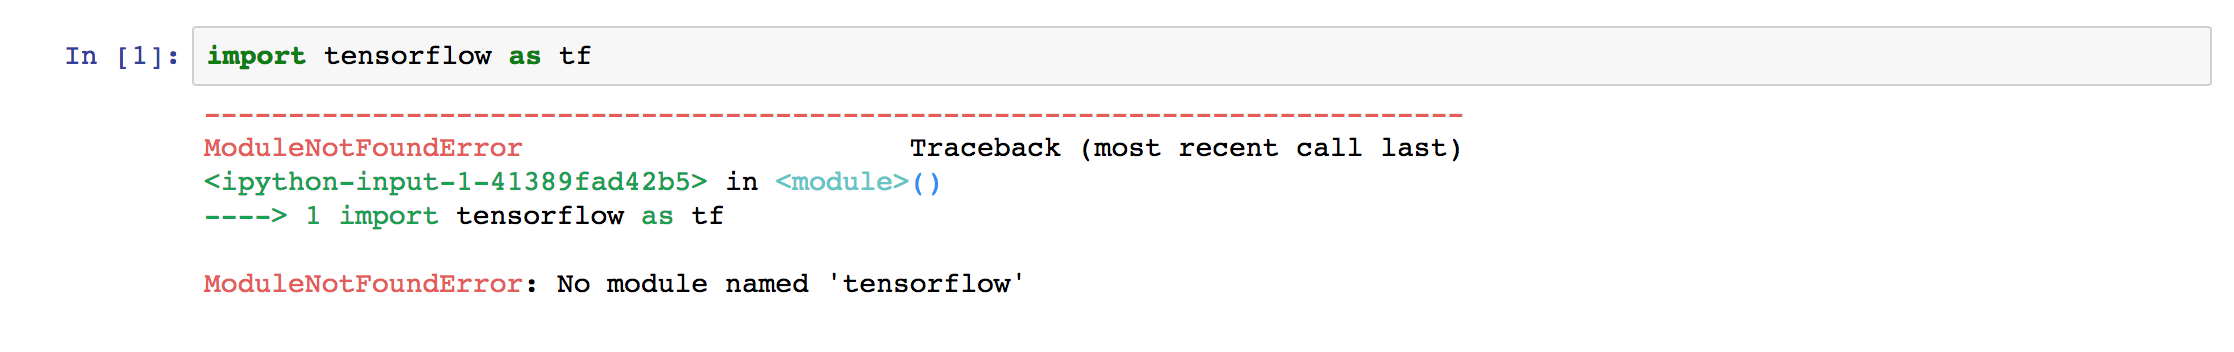 In [1]: import tensorflow as tf
---------------------------------------------------------------------------
ModuleNotFoundError                       Traceback (most recent call last)
<ipython-input-1-41389fad42b5> in <module>()
----> 1 import tensorflow as tf

ModuleNotFoundError: No module named 'tensorflow'